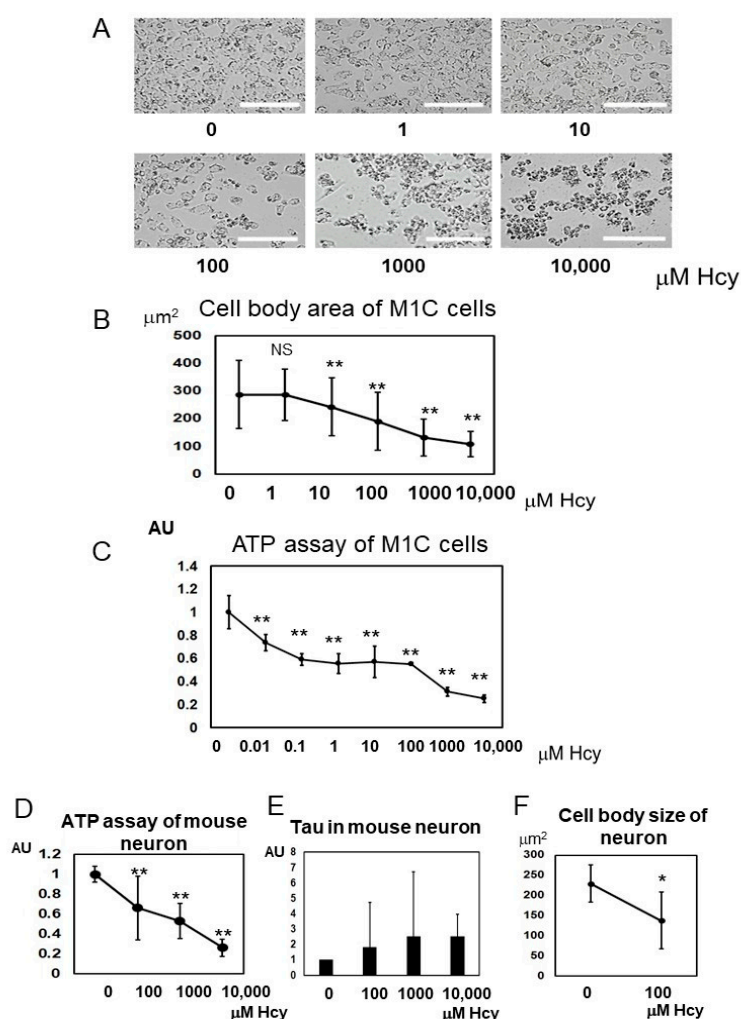 A
0 1 10
100 1000 10,000 μM Hcy
B μm² Cell body area of M1C cells
500
400
300
200
100
0
NS ** ** ** **
0 1 10 100 1000 10,000
μM Hcy
C AU ATP assay of M1C cells
1.4
1.2
1
0.8
0.6
0.4
0.2
0
** ** ** ** ** ** **
0 0.01 0.1 1 10 100 1000 10,000
μM Hcy
D ATP assay of mouse
neuron
AU
1.2
1
0.8
0.6
0.4
0.2
0
** ** **
0 100 1000 10,000
μM Hcy
E
Tau in mouse neuron
AU
8
7
6
5
4
3
2
1
0
0 100 1000 10,000
μM Hcy
F
Cell body size of
neuron
μm²
300
250
200
150
100
50
0
*
0 100
μM Hcy